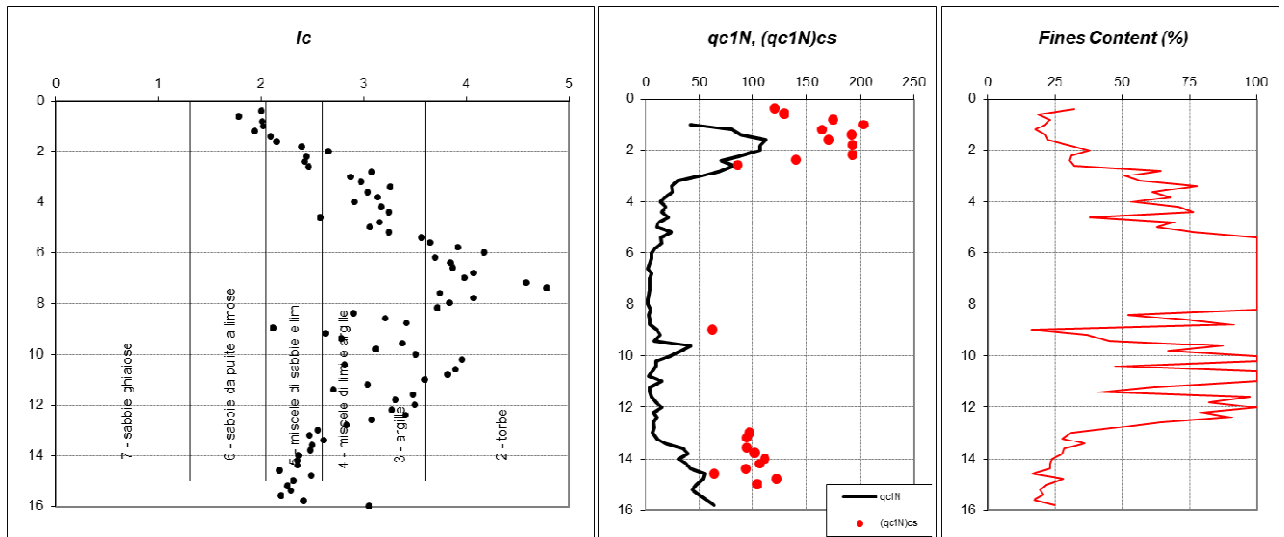 Ic
0 1 2 3 4 5
0
2
4
6
8
10
12
14
16
7 - sabbie ghiaiose
6 - sabbie da pulite a limose
5 - miscele di sabbie e limi
4 - miscele di limi e argille
3 - argille
2 - torbe
qc1N, (qc1N)cs
0 50 100 150 200 250
0
2
4
6
8
10
12
14
16
qc1N
(qc1N)cs
Fines Content (%)
0 25 50 75 100
0
2
4
6
8
10
12
14
16